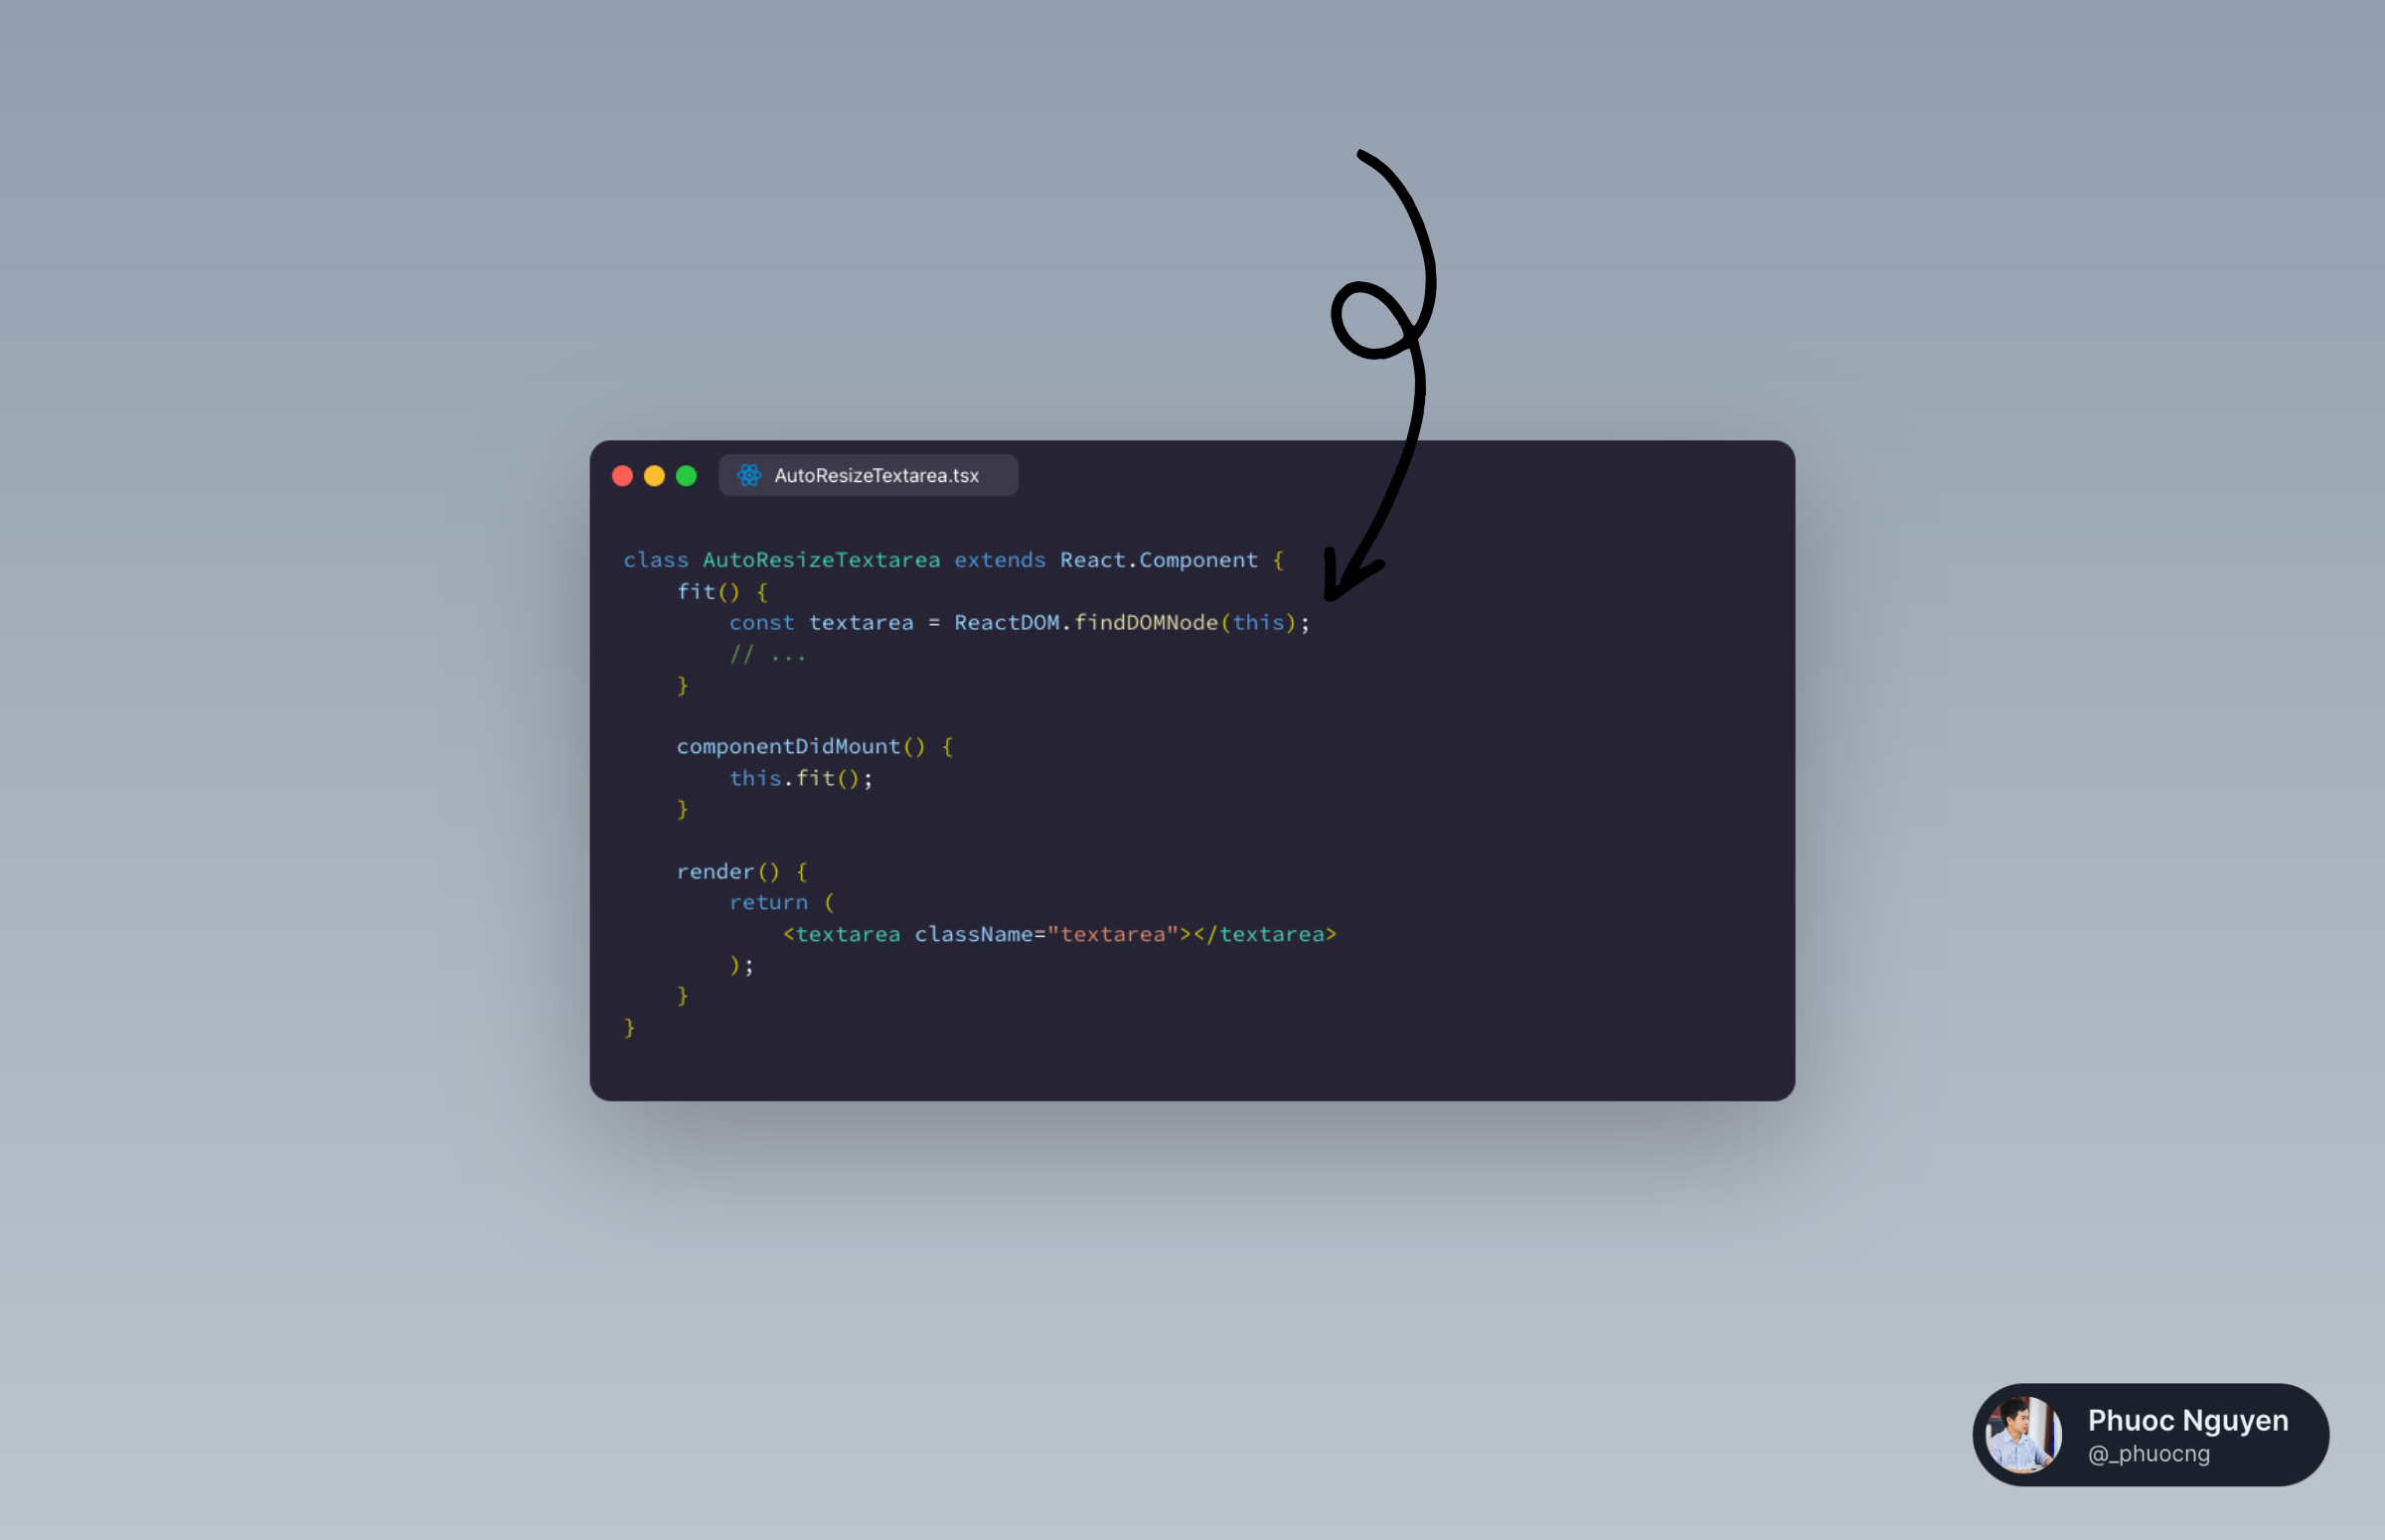 AutoResizeTextarea.tsx
class AutoResizeTextarea extends React.Component {
    fit() {
        const textarea = ReactDOM.findDOMNode(this);
        // ...
    }

    componentDidMount() {
        this.fit();
    }

    render() {
        return (
            <textarea className="textarea"></textarea>
        );
    }
}
Phuoc Nguyen
@_phuocng